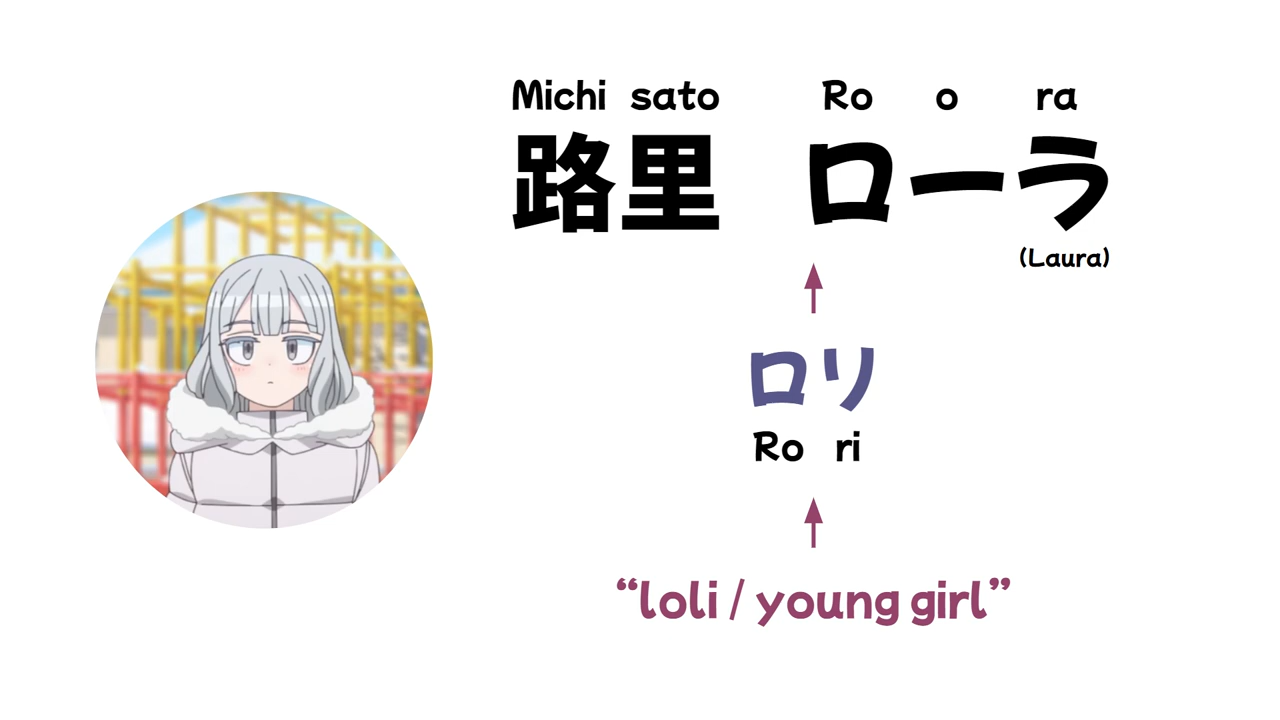 Michi sato Ro o ra
路里 ローラ
(Laura)
ロリ
Ro ri
“loli / young girl”